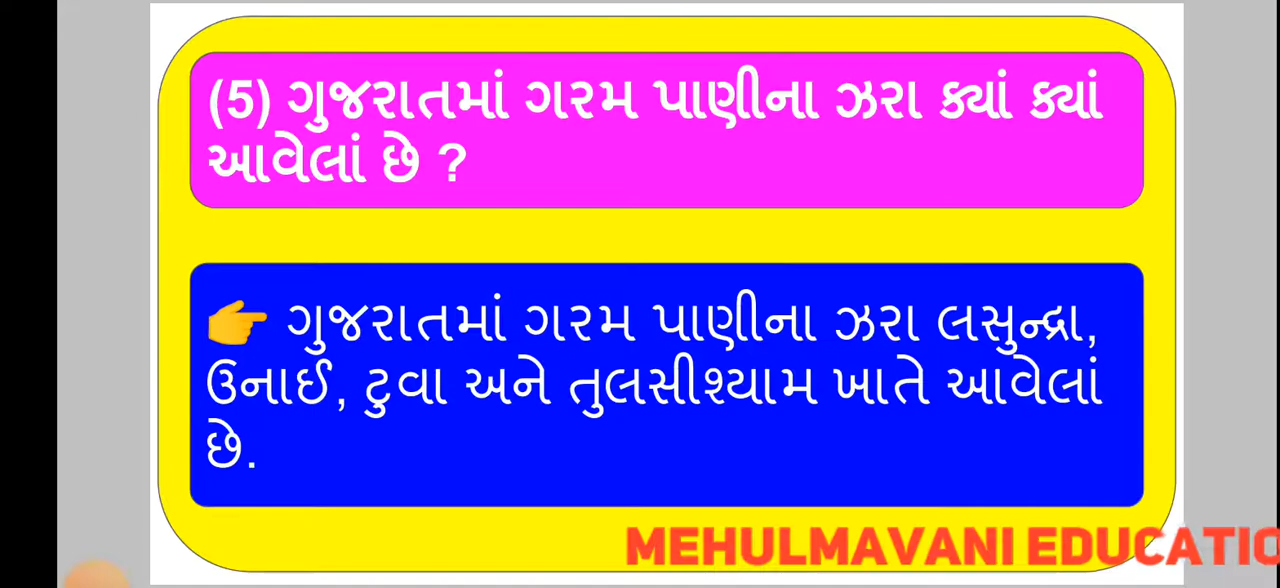 (5) ગુજરાતમાં ગરમ પાણીના ઝરા ક્યાં ક્યાં
આવેલાં છે ?
👉 ગુજરાતમાં ગરમ પાણીના ઝરા લસુન્દ્રા,
ઉનાઈ, ટુવા અને તુલસીશ્યામ ખાતે આવેલાં
છે.
MEHULMAVANI EDUCATIO